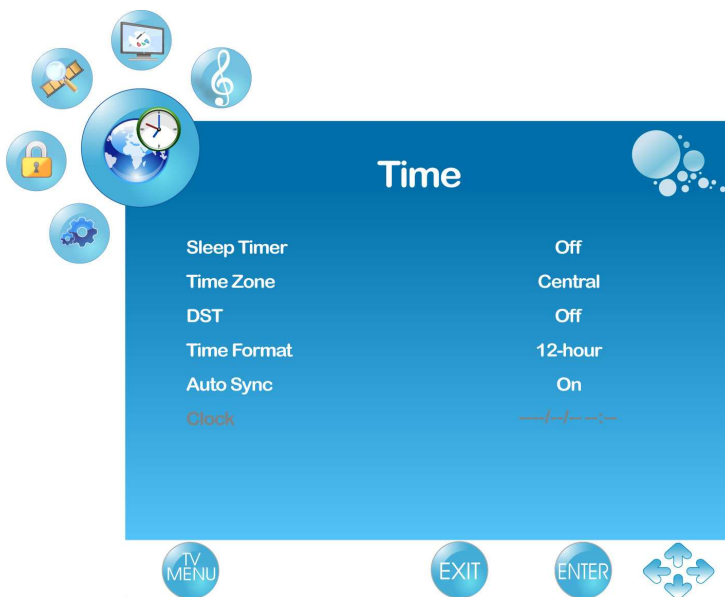 Time
Sleep Timer Off
Time Zone Central
DST Off
Time Format 12-hour
Auto Sync On
Clock ----/--/-- --:--
TV
MENU
EXIT
ENTER